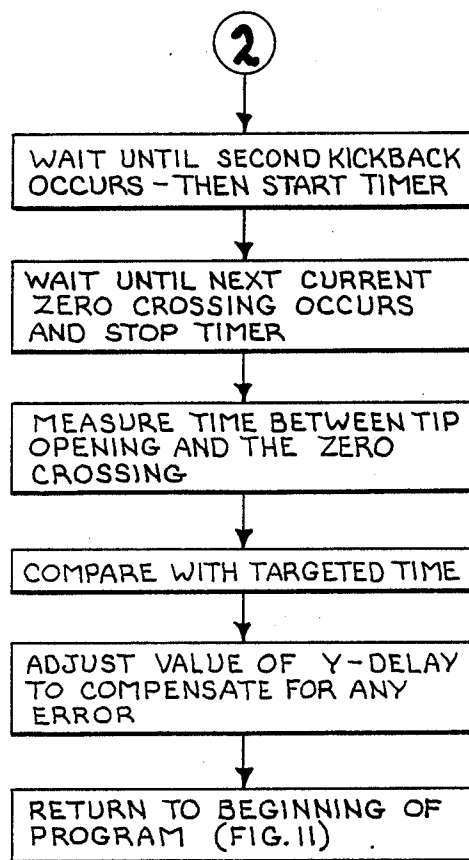 2
WAIT UNTIL SECOND KICKBACK
OCCURS - THEN START TIMER
WAIT UNTIL NEXT CURRENT
ZERO CROSSING OCCURS
AND STOP TIMER
MEASURE TIME BETWEEN TIP
OPENING AND THE ZERO
CROSSING
COMPARE WITH TARGETED TIME
ADJUST VALUE OF Y-DELAY
TO COMPENSATE FOR ANY
ERROR
RETURN TO BEGINNING OF
PROGRAM (FIG. 11)